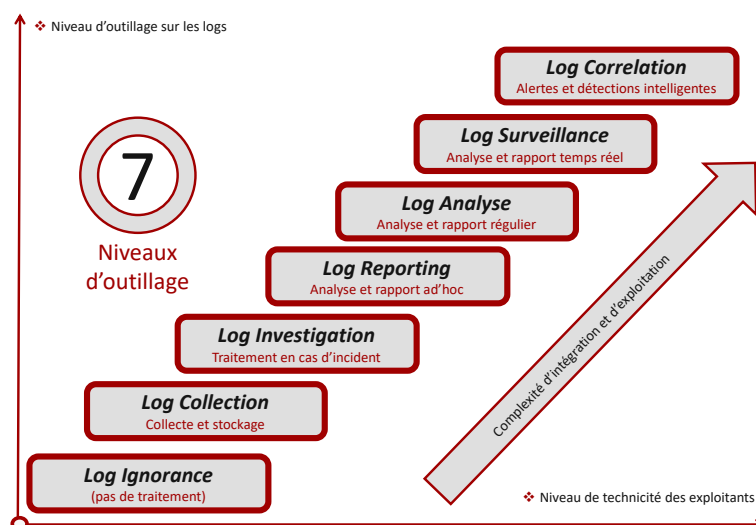 ❖ Niveau d'outillage sur les logs
Log Correlation
Alertes et détections intelligentes
Log Surveillance
Analyse et rapport temps réel
7
Niveaux
d'outillage
Log Analyse
Analyse et rapport régulier
Log Reporting
Analyse et rapport ad'hoc
Log Investigation
Traitement en cas d'incident
Log Collection
Collecte et stockage
Log Ignorance
(pas de traitement)
Complexité d'intégration et d'exploitation
❖ Niveau de technicité des exploitants